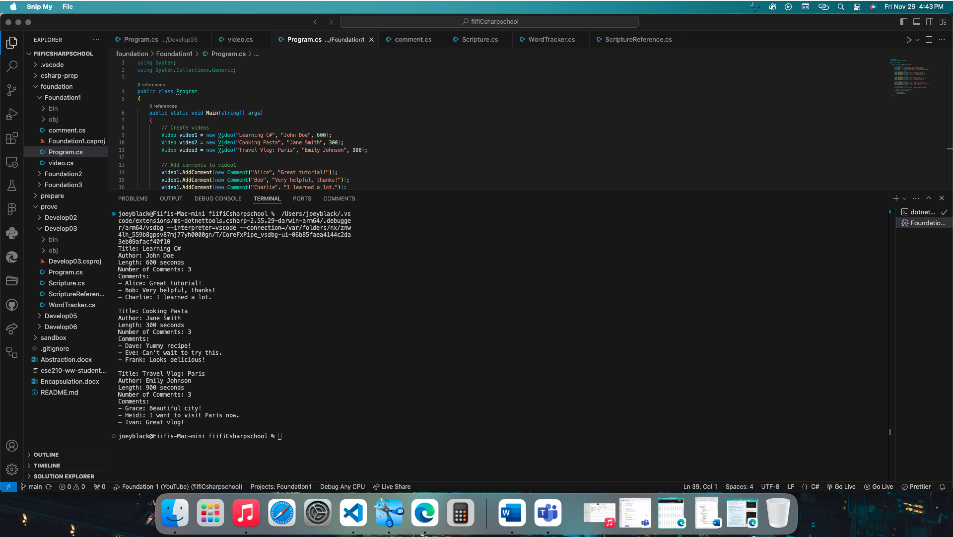 Snip My File Fri Nov 29 4:43 PM
fiifiCsharpschool
EXPLORER
Program.cs .../Develop03 video.cs Program.cs .../Foundation1 comment.cs Scripture.cs WordTracker.cs ScriptureReference.cs
foundation > Foundation1 > Program.cs > ...
FIIFICSHARPSCHOOL
.vscode
csharp-prep
foundation
Foundation1
bin
obj
comment.cs
Foundation1.csproj
Program.cs
video.cs
Foundation2
Foundation3
prepare
prove
Develop02
Develop03
bin
obj
Develop03.csproj
Program.cs
Scripture.cs
ScriptureReferen...
WordTracker.cs
Develop05
Develop06
sandbox
.gitignore
Abstraction.docx
cse210-ww-student...
Encapsulation.docx
README.md
OUTLINE
TIMELINE
SOLUTION EXPLORER
1 using System;
2 using System.Collections.Generic;
3
0 references
4 public class Program
5 {
0 references
6 public static void Main(string[] args)
7 {
8 // Create videos
9 Video video1 = new Video("Learning C#", "John Doe", 600);
10 Video video2 = new Video("Cooking Pasta", "Jane Smith", 300);
11 Video video3 = new Video("Travel Vlog: Paris", "Emily Johnson", 900);
12
13 // Add comments to video1
14 video1.AddComment(new Comment("Alice", "Great tutorial!"));
15 video1.AddComment(new Comment("Bob", "Very helpful, thanks!"));
16 video1.AddComment(new Comment("Charlie", "I learned a lot."));
PROBLEMS OUTPUT DEBUG CONSOLE TERMINAL PORTS COMMENTS
dotnet...
Foundatio...
joeyblack@Fiifis-Mac-mini fiifiCsharpschool % /Users/joeyblack/.vs
code/extensions/ms-dotnettools.csharp-2.55.29-darwin-arm64/.debugge
r/arm64/vsdbg --interpreter=vscode --connection=/var/folders/nx/znw
4lh_559b8gpsv87mj77yh0000gn/T/CoreFxPipe_vsdbg-ui-06b85faea4144c2da
3eb09afacf40f10
Title: Learning C#
Author: John Doe
Length: 600 seconds
Number of Comments: 3
Comments:
- Alice: Great tutorial!
- Bob: Very helpful, thanks!
- Charlie: I learned a lot.
Title: Cooking Pasta
Author: Jane Smith
Length: 300 seconds
Number of Comments: 3
Comments:
- Dave: Yummy recipe!
- Eve: Can't wait to try this.
- Frank: Looks delicious!
Title: Travel Vlog: Paris
Author: Emily Johnson
Length: 900 seconds
Number of Comments: 3
Comments:
- Grace: Beautiful city!
- Heidi: I want to visit Paris now.
- Ivan: Great vlog!
joeyblack@Fiifis-Mac-mini fiifiCsharpschool %
main 0 0 0 Foundation 1 (YouTube) (fiifiCsharpschool) Projects: Foundation1 Debug Any CPU Live Share Ln 39, Col 1 Spaces: 4 UTF-8 LF {} C# Go Live Go Live Prettier